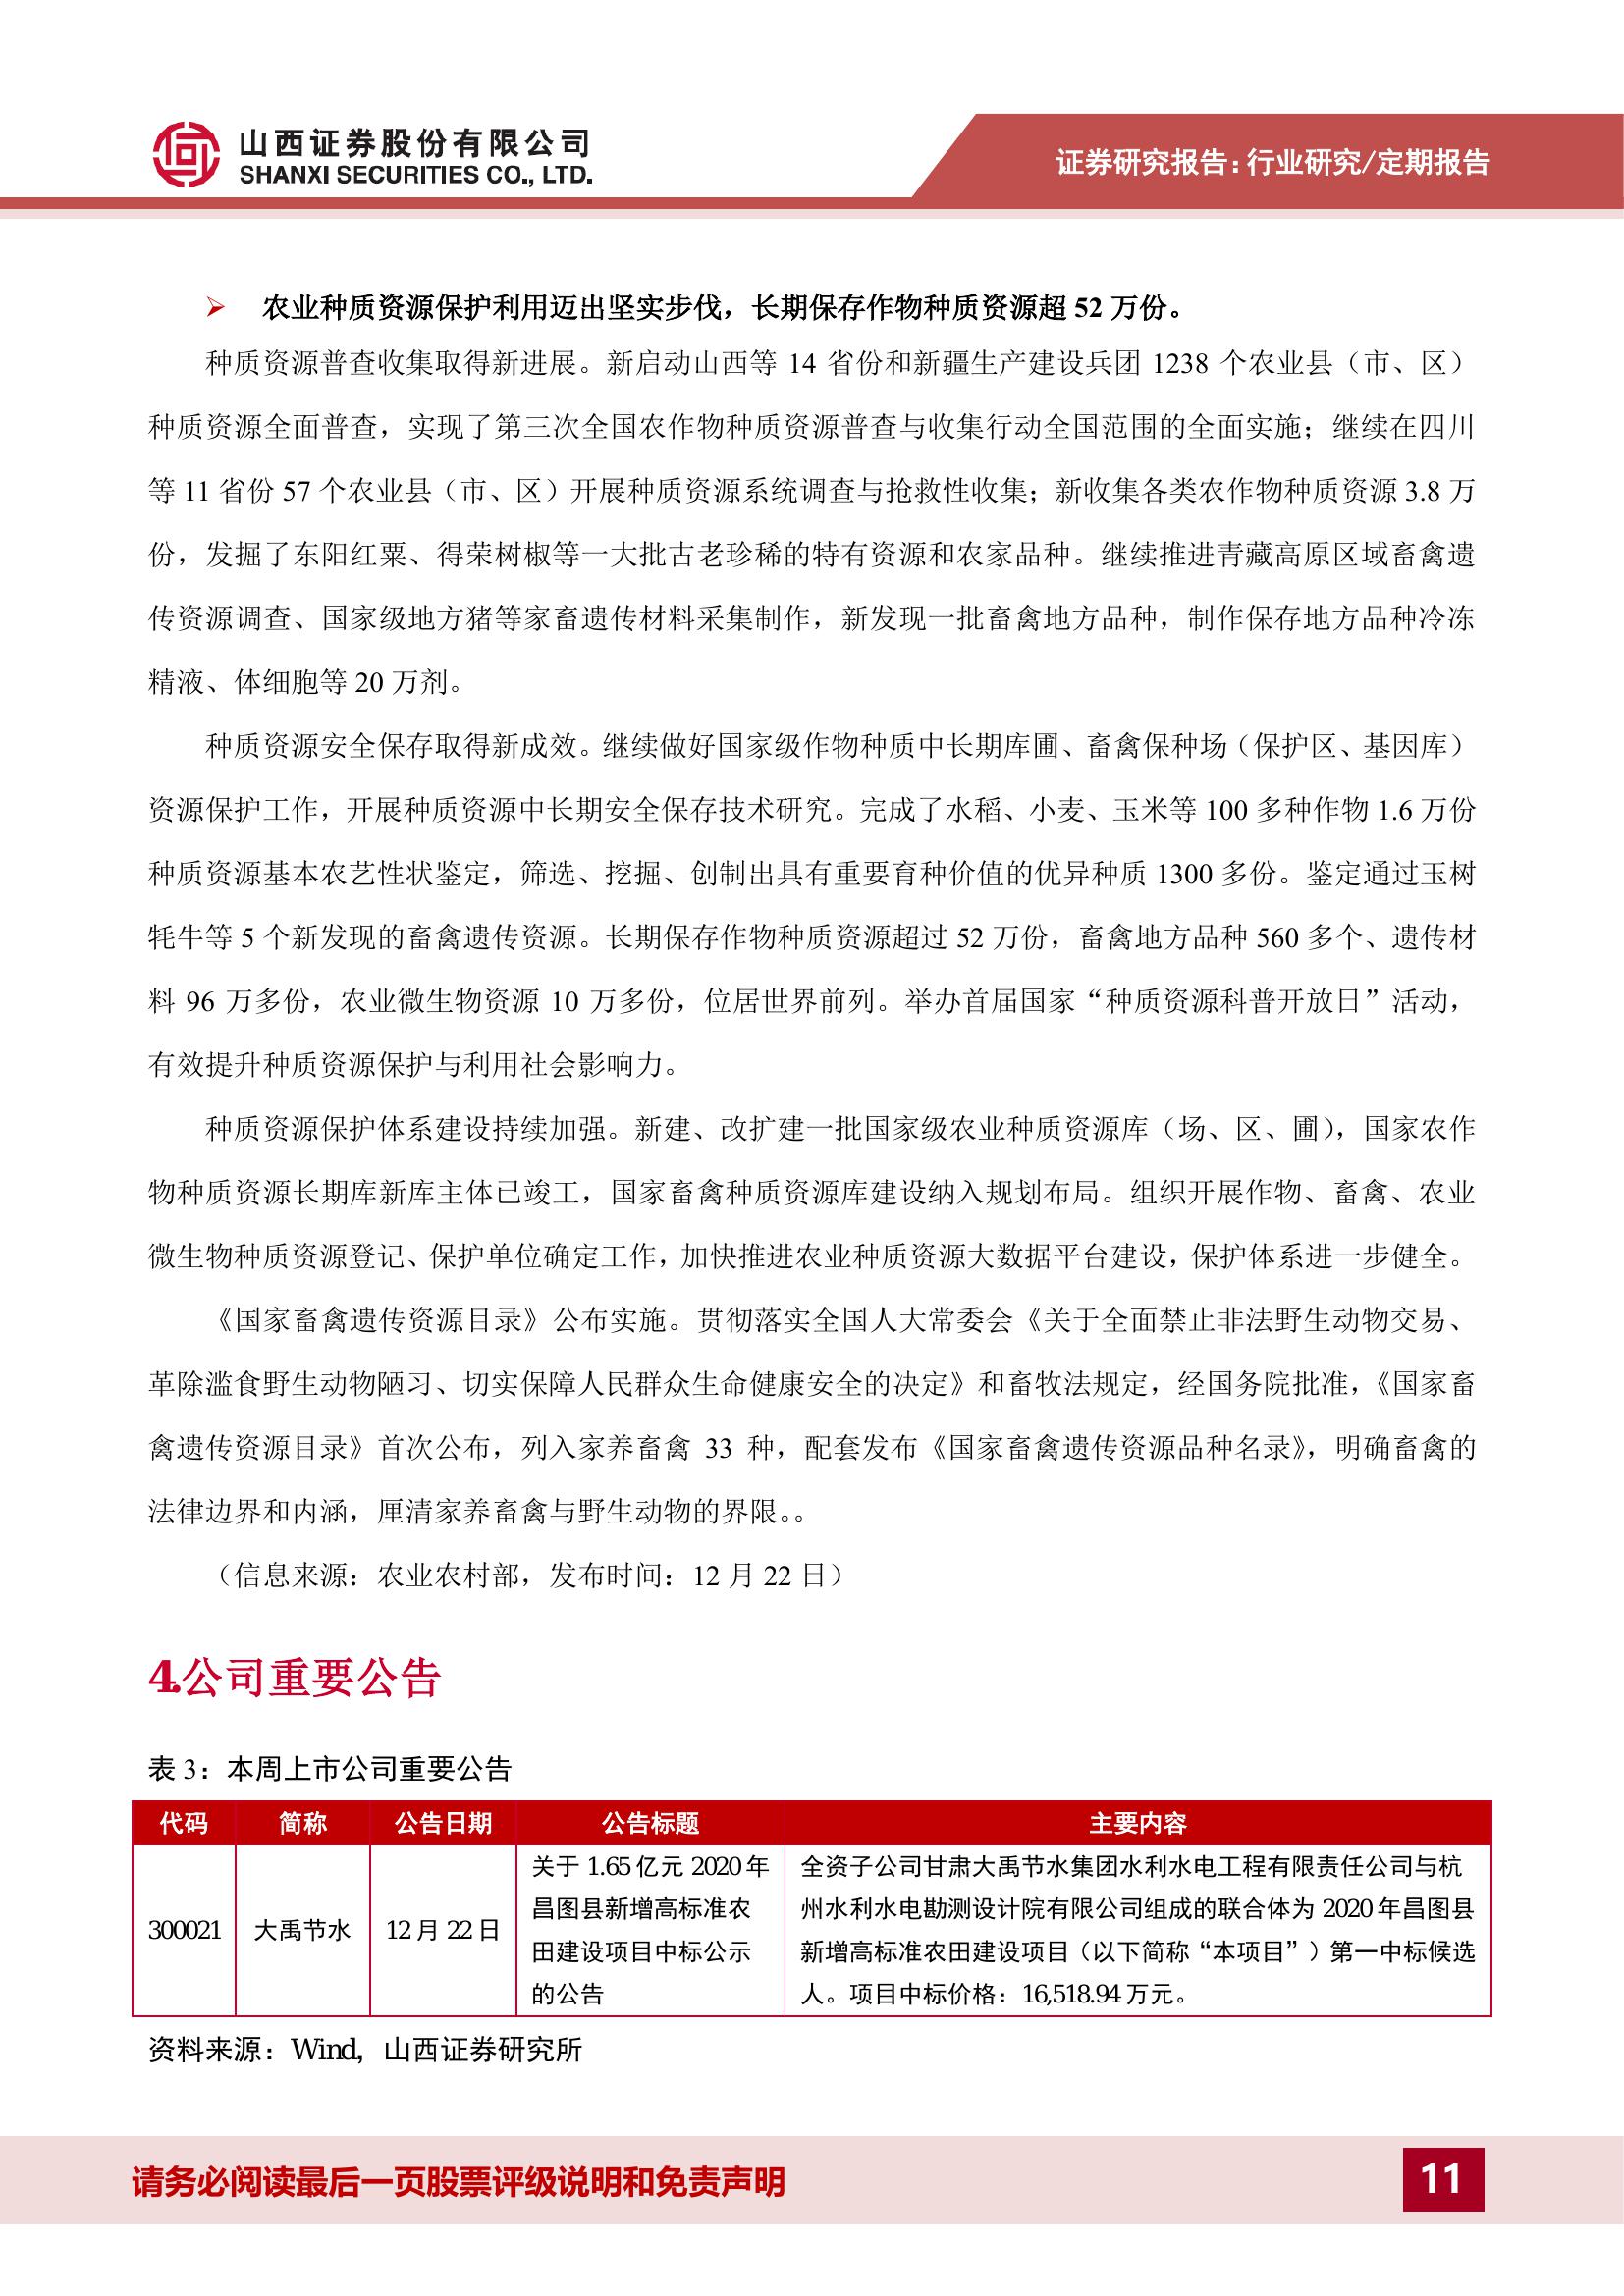 山西证券股份有限公司
SHANXI SECURITIES CO., LTD.
证券研究报告：行业研究/定期报告
➢ 农业种质资源保护利用迈出坚实步伐，长期保存作物种质资源超 52 万份。
种质资源普查收集取得新进展。新启动山西等 14 省份和新疆生产建设兵团 1238 个农业县（市、区）
种质资源全面普查，实现了第三次全国农作物种质资源普查与收集行动全国范围的全面实施；继续在四川
等 11 省份 57 个农业县（市、区）开展种质资源系统调查与抢救性收集；新收集各类农作物种质资源 3.8 万
份，发掘了东阳红粟、得荣树椒等一大批古老珍稀的特有资源和农家品种。继续推进青藏高原区域畜禽遗
传资源调查、国家级地方猪等家畜遗传材料采集制作，新发现一批畜禽地方品种，制作保存地方品种冷冻
精液、体细胞等 20 万剂。
种质资源安全保存取得新成效。继续做好国家级作物种质中长期库圃、畜禽保种场（保护区、基因库）
资源保护工作，开展种质资源中长期安全保存技术研究。完成了水稻、小麦、玉米等 100 多种作物 1.6 万份
种质资源基本农艺性状鉴定，筛选、挖掘、创制出具有重要育种价值的优异种质 1300 多份。鉴定通过玉树
牦牛等 5 个新发现的畜禽遗传资源。长期保存作物种质资源超过 52 万份，畜禽地方品种 560 多个、遗传材
料 96 万多份，农业微生物资源 10 万多份，位居世界前列。举办首届国家“种质资源科普开放日”活动，
有效提升种质资源保护与利用社会影响力。
种质资源保护体系建设持续加强。新建、改扩建一批国家级农业种质资源库（场、区、圃），国家农作
物种质资源长期库新库主体已竣工，国家畜禽种质资源库建设纳入规划布局。组织开展作物、畜禽、农业
微生物种质资源登记、保护单位确定工作，加快推进农业种质资源大数据平台建设，保护体系进一步健全。
《国家畜禽遗传资源目录》公布实施。贯彻落实全国人大常委会《关于全面禁止非法野生动物交易、
革除滥食野生动物陋习、切实保障人民群众生命健康安全的决定》和畜牧法规定，经国务院批准，《国家畜
禽遗传资源目录》首次公布，列入家养畜禽 33 种，配套发布《国家畜禽遗传资源品种名录》，明确畜禽的
法律边界和内涵，厘清家养畜禽与野生动物的界限。。
（信息来源：农业农村部，发布时间：12 月 22 日）
4.公司重要公告
表 3：本周上市公司重要公告
代码 简称 公告日期 公告标题 主要内容
300021 大禹节水 12 月 22 日
关于 1.65 亿元 2020 年
昌图县新增高标准农
田建设项目中标公示
的公告
全资子公司甘肃大禹节水集团水利水电工程有限责任公司与杭
州水利水电勘测设计院有限公司组成的联合体为 2020 年昌图县
新增高标准农田建设项目（以下简称“本项目”）第一中标候选
人。项目中标价格：16,518.94 万元。
资料来源：Wind，山西证券研究所
请务必阅读最后一页股票评级说明和免责声明
11